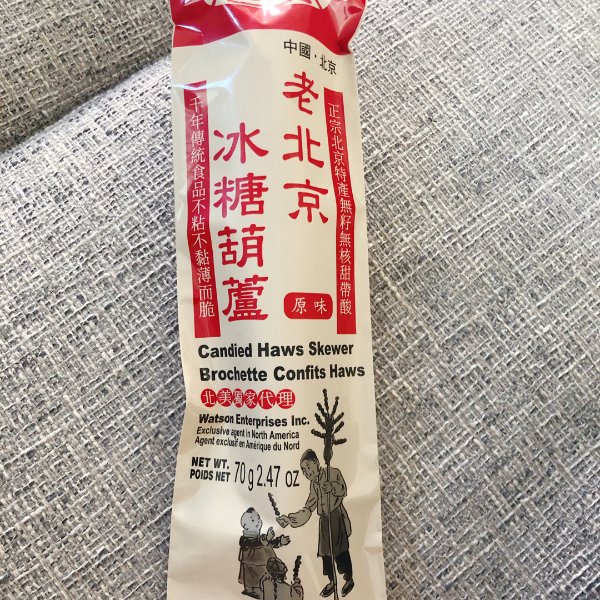 中國·北京
老北京
冰糖葫蘆
正宗北京特產無籽無核甜帶酸
千年傳統食品不粘不黏薄而脆
原味
Candied Haws Skewer
Brochette Confits Haws
北美獨家代理
Watson Enterprises Inc.
Exclusive agent in North America
Agent exclusif en Amérique du Nord
NET WT.
POIDS NET 70 g 2.47 oz